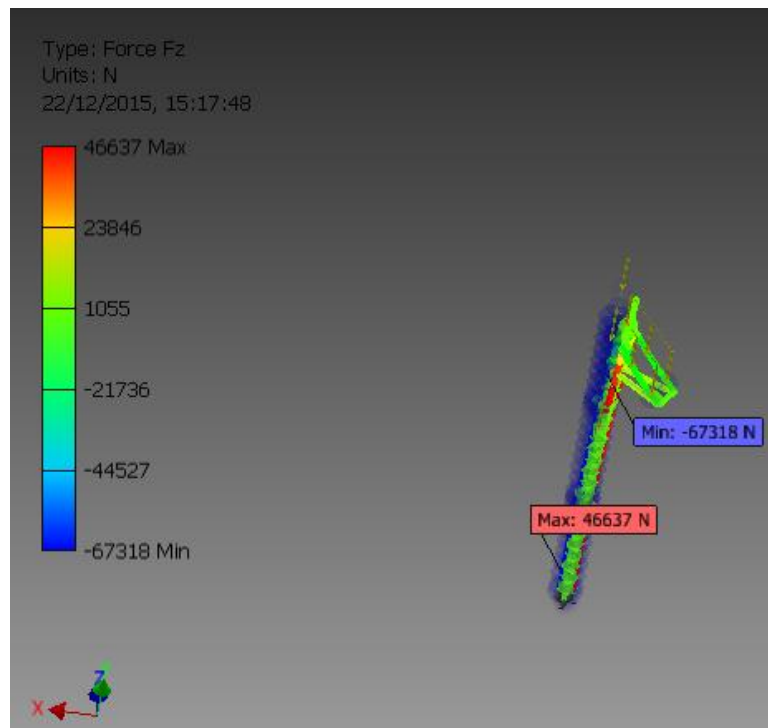 Type: Force Fz
Units: N
22/12/2015, 15:17:48
46637 Max
23846
1055
-21736
-44527
-67318 Min
Min: -67318 N
Max: 46637 N
Z
X